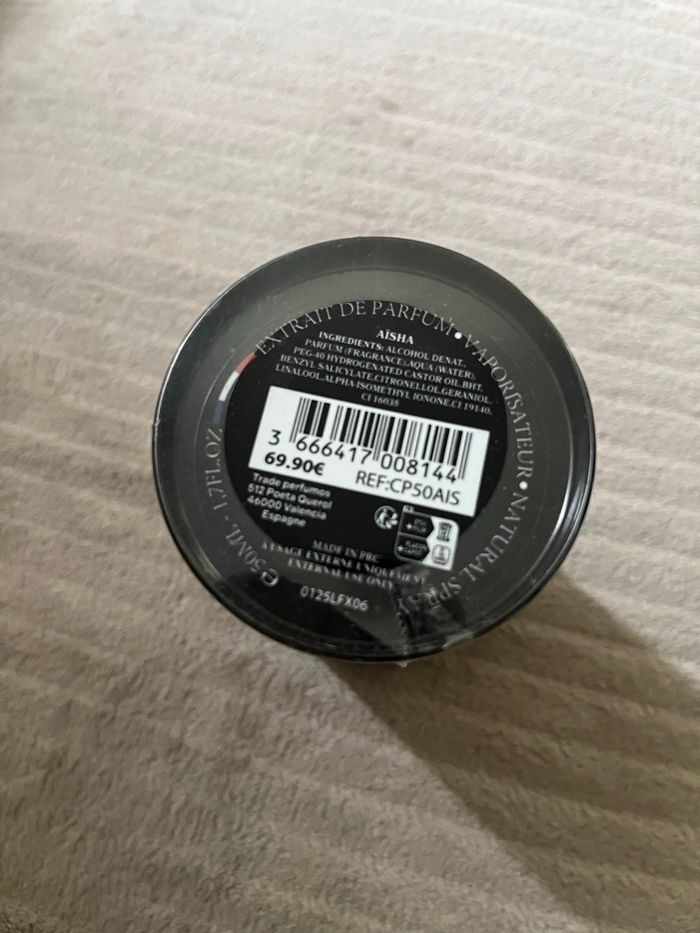 EXTRAIT DE PARFUM • VAPORISATEUR • NATURAL SPRAY
℮50ML - 1.7FL.OZ
AÏSHA
INGREDIENTS: ALCOHOL DENAT.,
PARFUM (FRAGRANCE),AQUA (WATER),
PEG-40 HYDROGENATED CASTOR OIL,BHT,
BENZYL SALICYLATE,CITRONELLOL,GERANIOL,
LINALOOL,ALPHA-ISOMETHYL IONONE,CI 19140,
CI 16035
3 666417 008144
69.90€
REF:CP50AIS
Trade perfumos
512 Poeta Querol
46000 Valencia
Espagne
MADE IN PRC
A USAGE EXTERNE UNIQUEMENT
EXTERNAL USE ONLY
0125LFX06